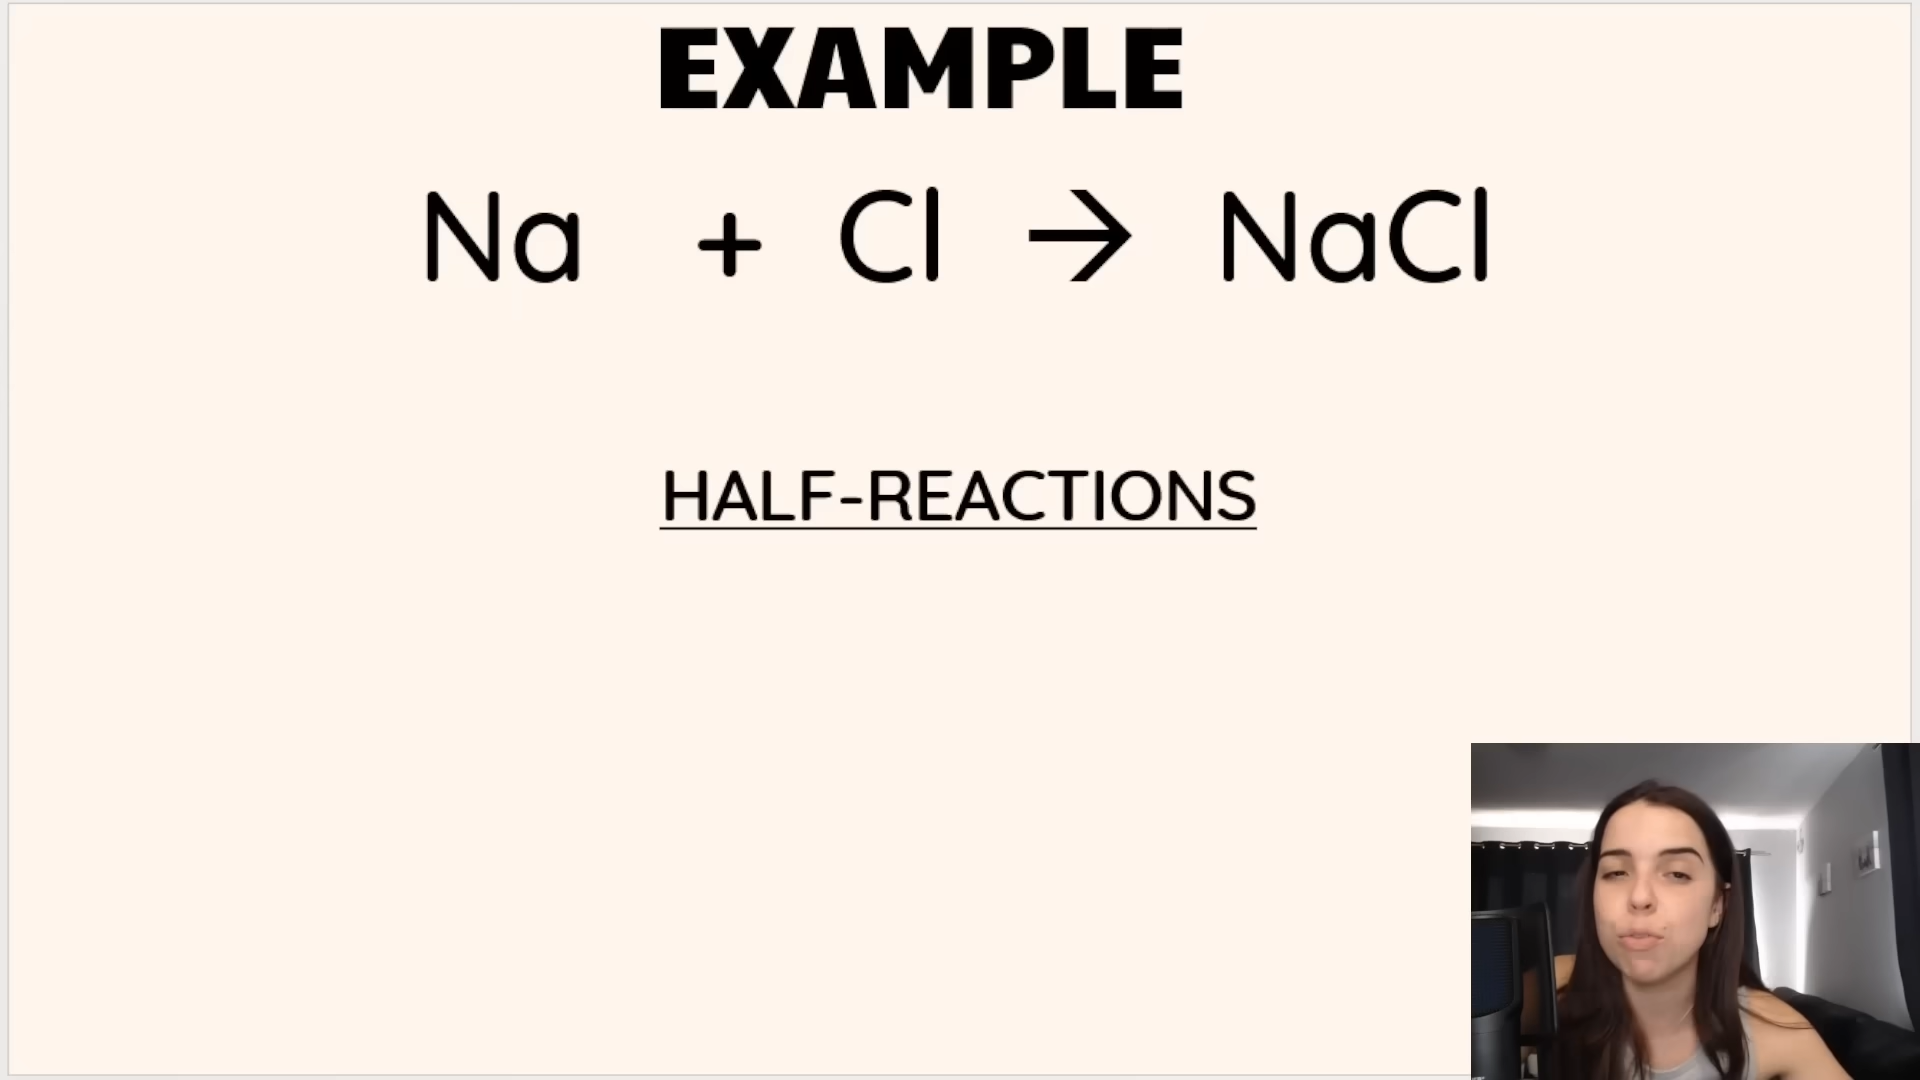 EXAMPLE
Na + Cl → NaCl
HALF-REACTIONS